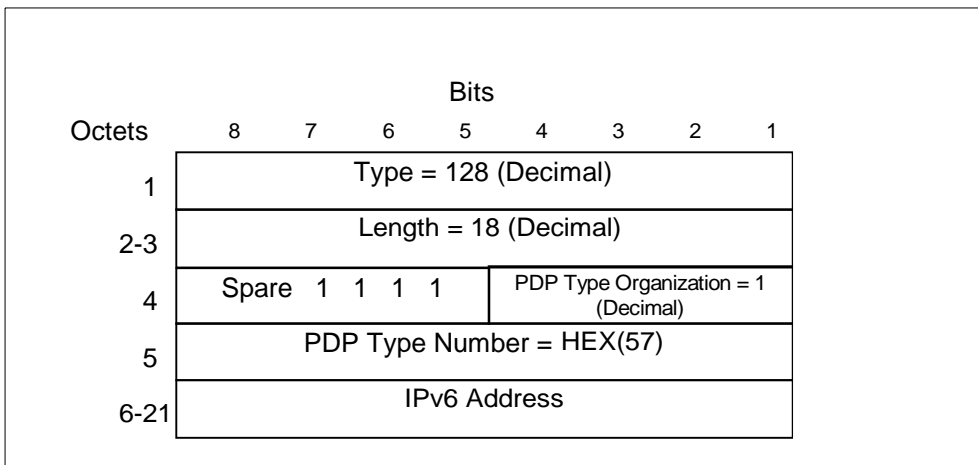 Bits
Octets 8 7 6 5 4 3 2 1
1 Type = 128 (Decimal)
2-3 Length = 18 (Decimal)
4 Spare 1 1 1 1 PDP Type Organization = 1
(Decimal)
5 PDP Type Number = HEX(57)
6-21 IPv6 Address